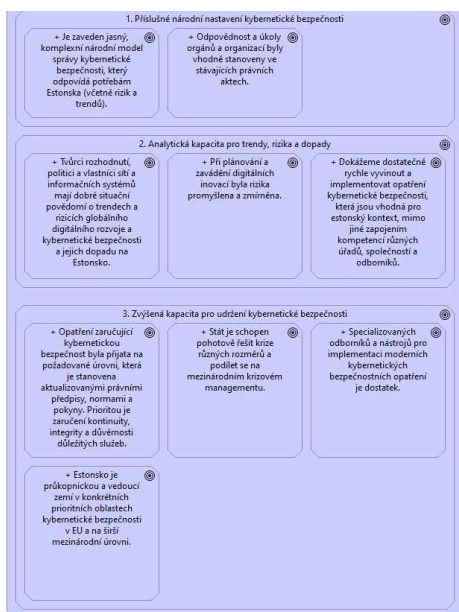 1. Příslušné národní nastavení kybernetické bezpečnosti
+ Je zaveden jasný,
komplexní národní model
správy kybernetické
bezpečnosti, který
odpovídá potřebám
Estonska (včetně rizik a
trendů).
+ Odpovědnost a úkoly
orgánů a organizací byly
vhodně stanoveny ve
stávajících právních
aktech.
2. Analytická kapacita pro trendy, rizika a dopady
+ Tvůrci rozhodnutí,
politici a vlastníci sítí a
informačních systémů
mají dobré situační
povědomí o trendech a
rizicích globálního
digitálního rozvoje a
kybernetické bezpečnosti
a jejich dopadu na
Estonsko.
+ Při plánování a
zavádění digitálních
inovací byla rizika
promyšlena a zmírněna.
+ Dokážeme dostatečně
rychle vyvinout a
implementovat opatření
kybernetické bezpečnosti,
která jsou vhodná pro
estonský kontext, mimo
jiné zapojením
kompetencí různých
úřadů, společností a
odborníků.
3. Zvýšená kapacita pro udržení kybernetické bezpečnosti
+ Opatření zaručující
kybernetickou
bezpečnost byla přijata na
požadované úrovni, která
je stanovena
aktualizovanými právními
předpisy, normami a
pokyny. Prioritou je
zaručení kontinuity,
integrity a důvěrnosti
důležitých služeb.
+ Stát je schopen
pohotově řešit krize
různých rozměrů a
podílet se na
mezinárodním krizovém
managementu.
+ Specializovaných
odborníků a nástrojů pro
implementaci moderních
kybernetických
bezpečnostních opatření
je dostatek.
+ Estonsko je
průkopnickou a vedoucí
zemí v konkrétních
prioritních oblastech
kybernetické bezpečnosti
v EU a na širší
mezinárodní úrovni.